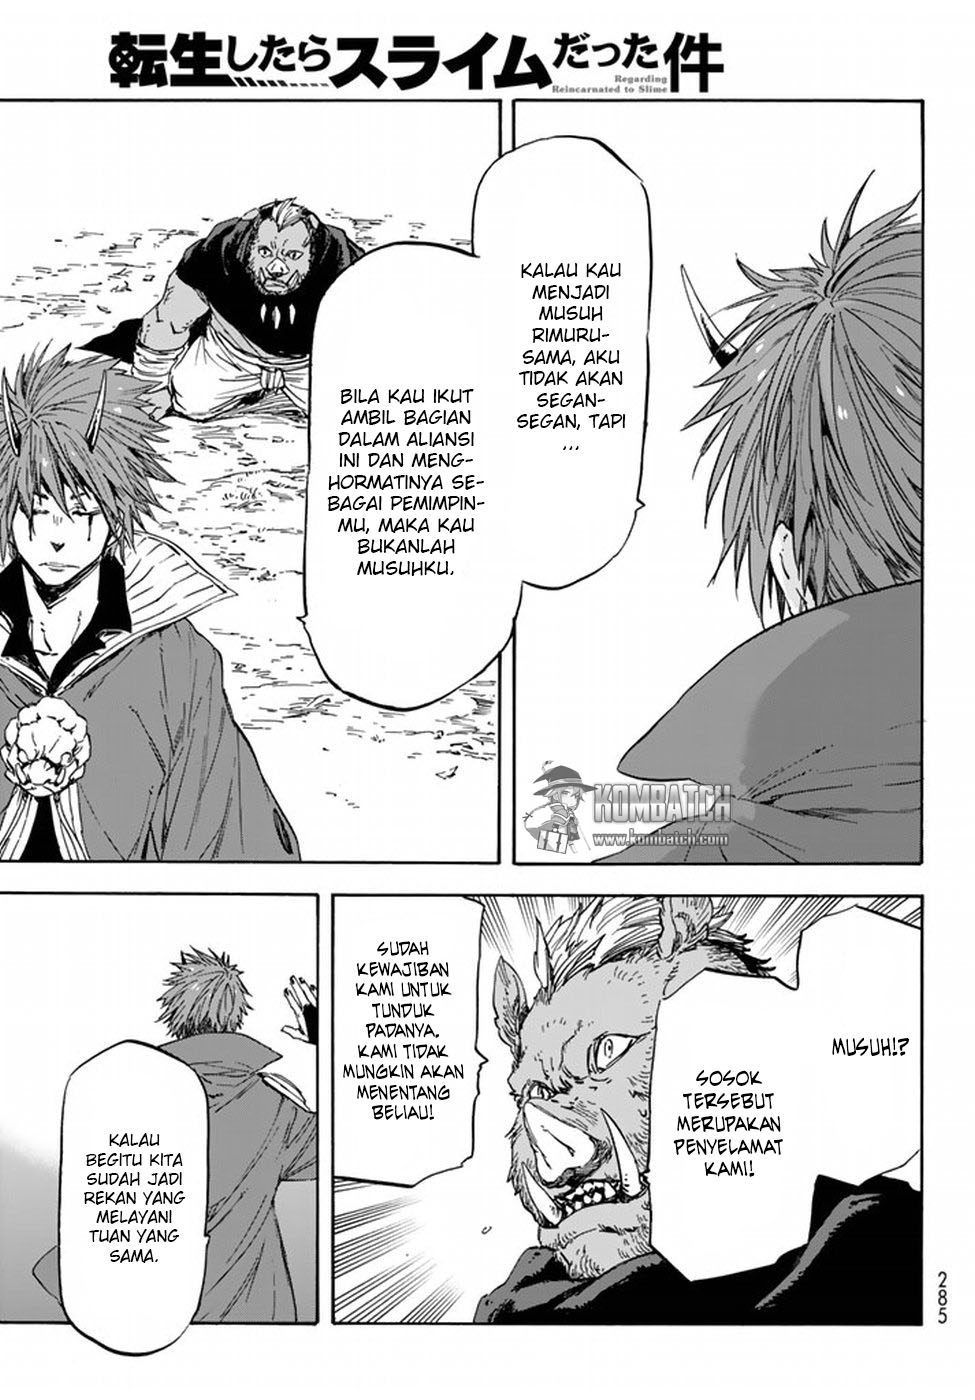 転生したらスライムだった件
Regarding
Reincarnated to Slime
KALAU KAU
MENJADI
MUSUH
RIMURU-
SAMA, AKU
TIDAK AKAN
SEGAN-
SEGAN, TAPI
...
BILA KAU IKUT
AMBIL BAGIAN
DALAM ALIANSI
INI DAN MENG-
HORMATINYA SE-
BAGAI PEMIMPIN-
MU, MAKA KAU
BUKANLAH
MUSUHKU.
KOMBATCH
www.kombatch.com
MUSUH!?
SOSOK
TERSEBUT
MERUPAKAN
PENYELAMAT
KAMI!
SUDAH
KEWAJIBAN
KAMI UNTUK
TUNDUK
PADANYA.
KAMI TIDAK
MUNGKIN AKAN
MENENTANG
BELIAU!
KALAU
BEGITU KITA
SUDAH JADI
REKAN YANG
MELAYANI
TUAN YANG
SAMA.
285